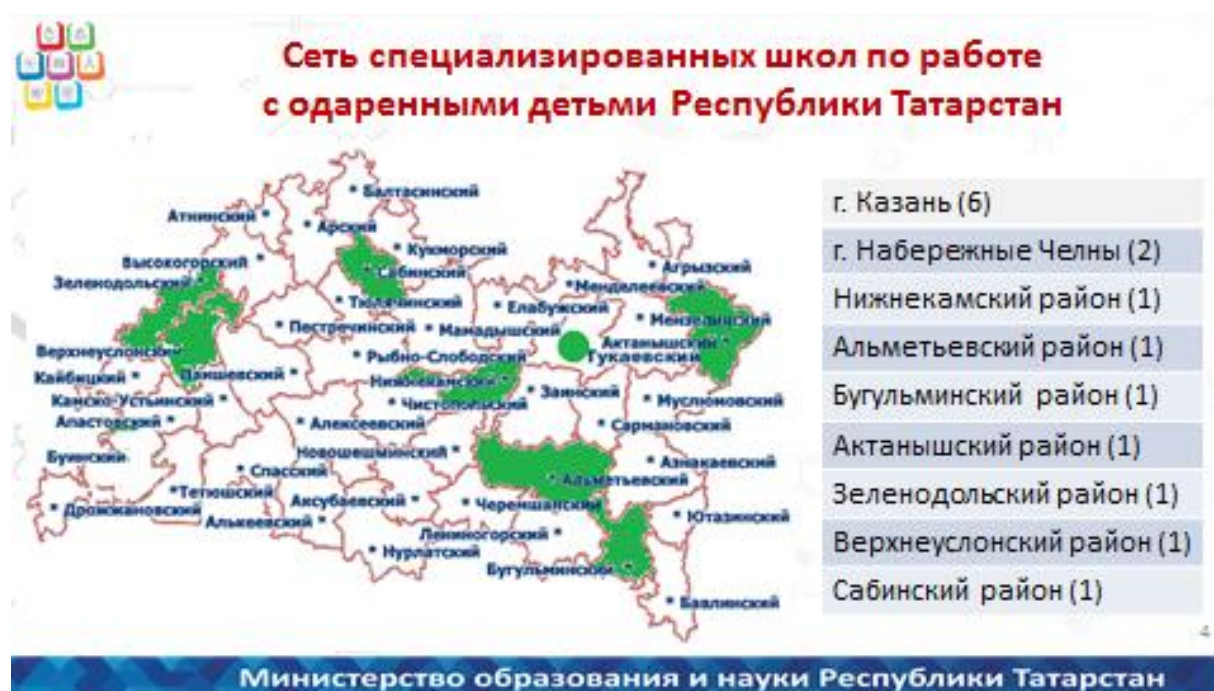 Сеть специализированных школ по работе
с одаренными детьми Республики Татарстан
Балтасинский
Атнинский
Арский
Кукморский
Высокогорский
Сабинский
Агрызский
Зеленодольский
Менделеевский
Тюлячинский
Елабужский
Мензелинский
Пестречинский
Мамадышский
Актанышский
Тукаевский
Верхнеуслонский
Рыбно-Слободский
Кайбицкий
Лаишевский
Нижнекамский
Заинский
Камско-Устьинский
Чистопольский
Муслюмовский
Апастовский
Алексеевский
Сармановский
Буинский
Новошешминский
Азнакаевский
Спасский
Альметьевский
Тетюшский
Аксубаевский
Черемшанский
Дрожжановский
Алькеевский
Ютазинский
Лениногорский
Нурлатский
Бугульминский
Бавлинский
г. Казань (6)
г. Набережные Челны (2)
Нижнекамский район (1)
Альметьевский район (1)
Бугульминский район (1)
Актанышский район (1)
Зеленодольский район (1)
Верхнеуслонский район (1)
Сабинский район (1)
4
Министерство образования и науки Республики Татарстан